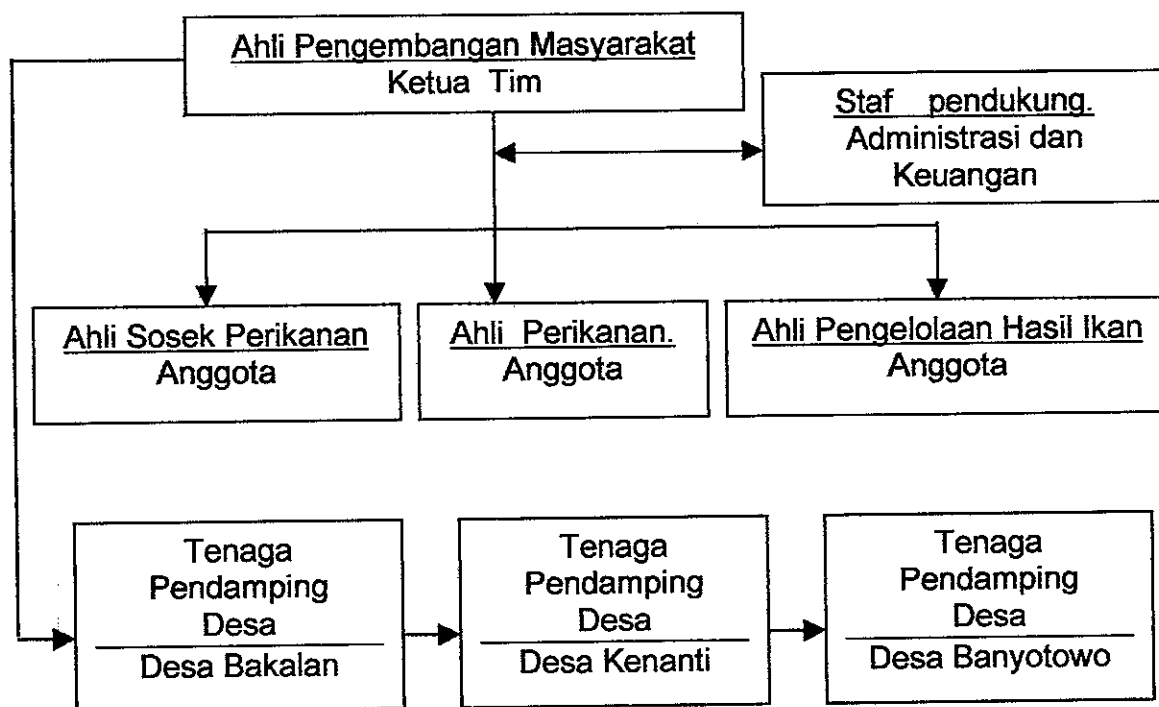 Ahli Pengembangan Masyarakat
Ketua Tim
Staf pendukung.
Administrasi dan
Keuangan
Ahli Sosek Perikanan
Anggota
Ahli Perikanan.
Anggota
Ahli Pengelolaan Hasil Ikan
Anggota
Tenaga
Pendamping
Desa
Desa Bakalan
Tenaga
Pendamping
Desa
Desa Kenanti
Tenaga
Pendamping
Desa
Desa Banyotowo